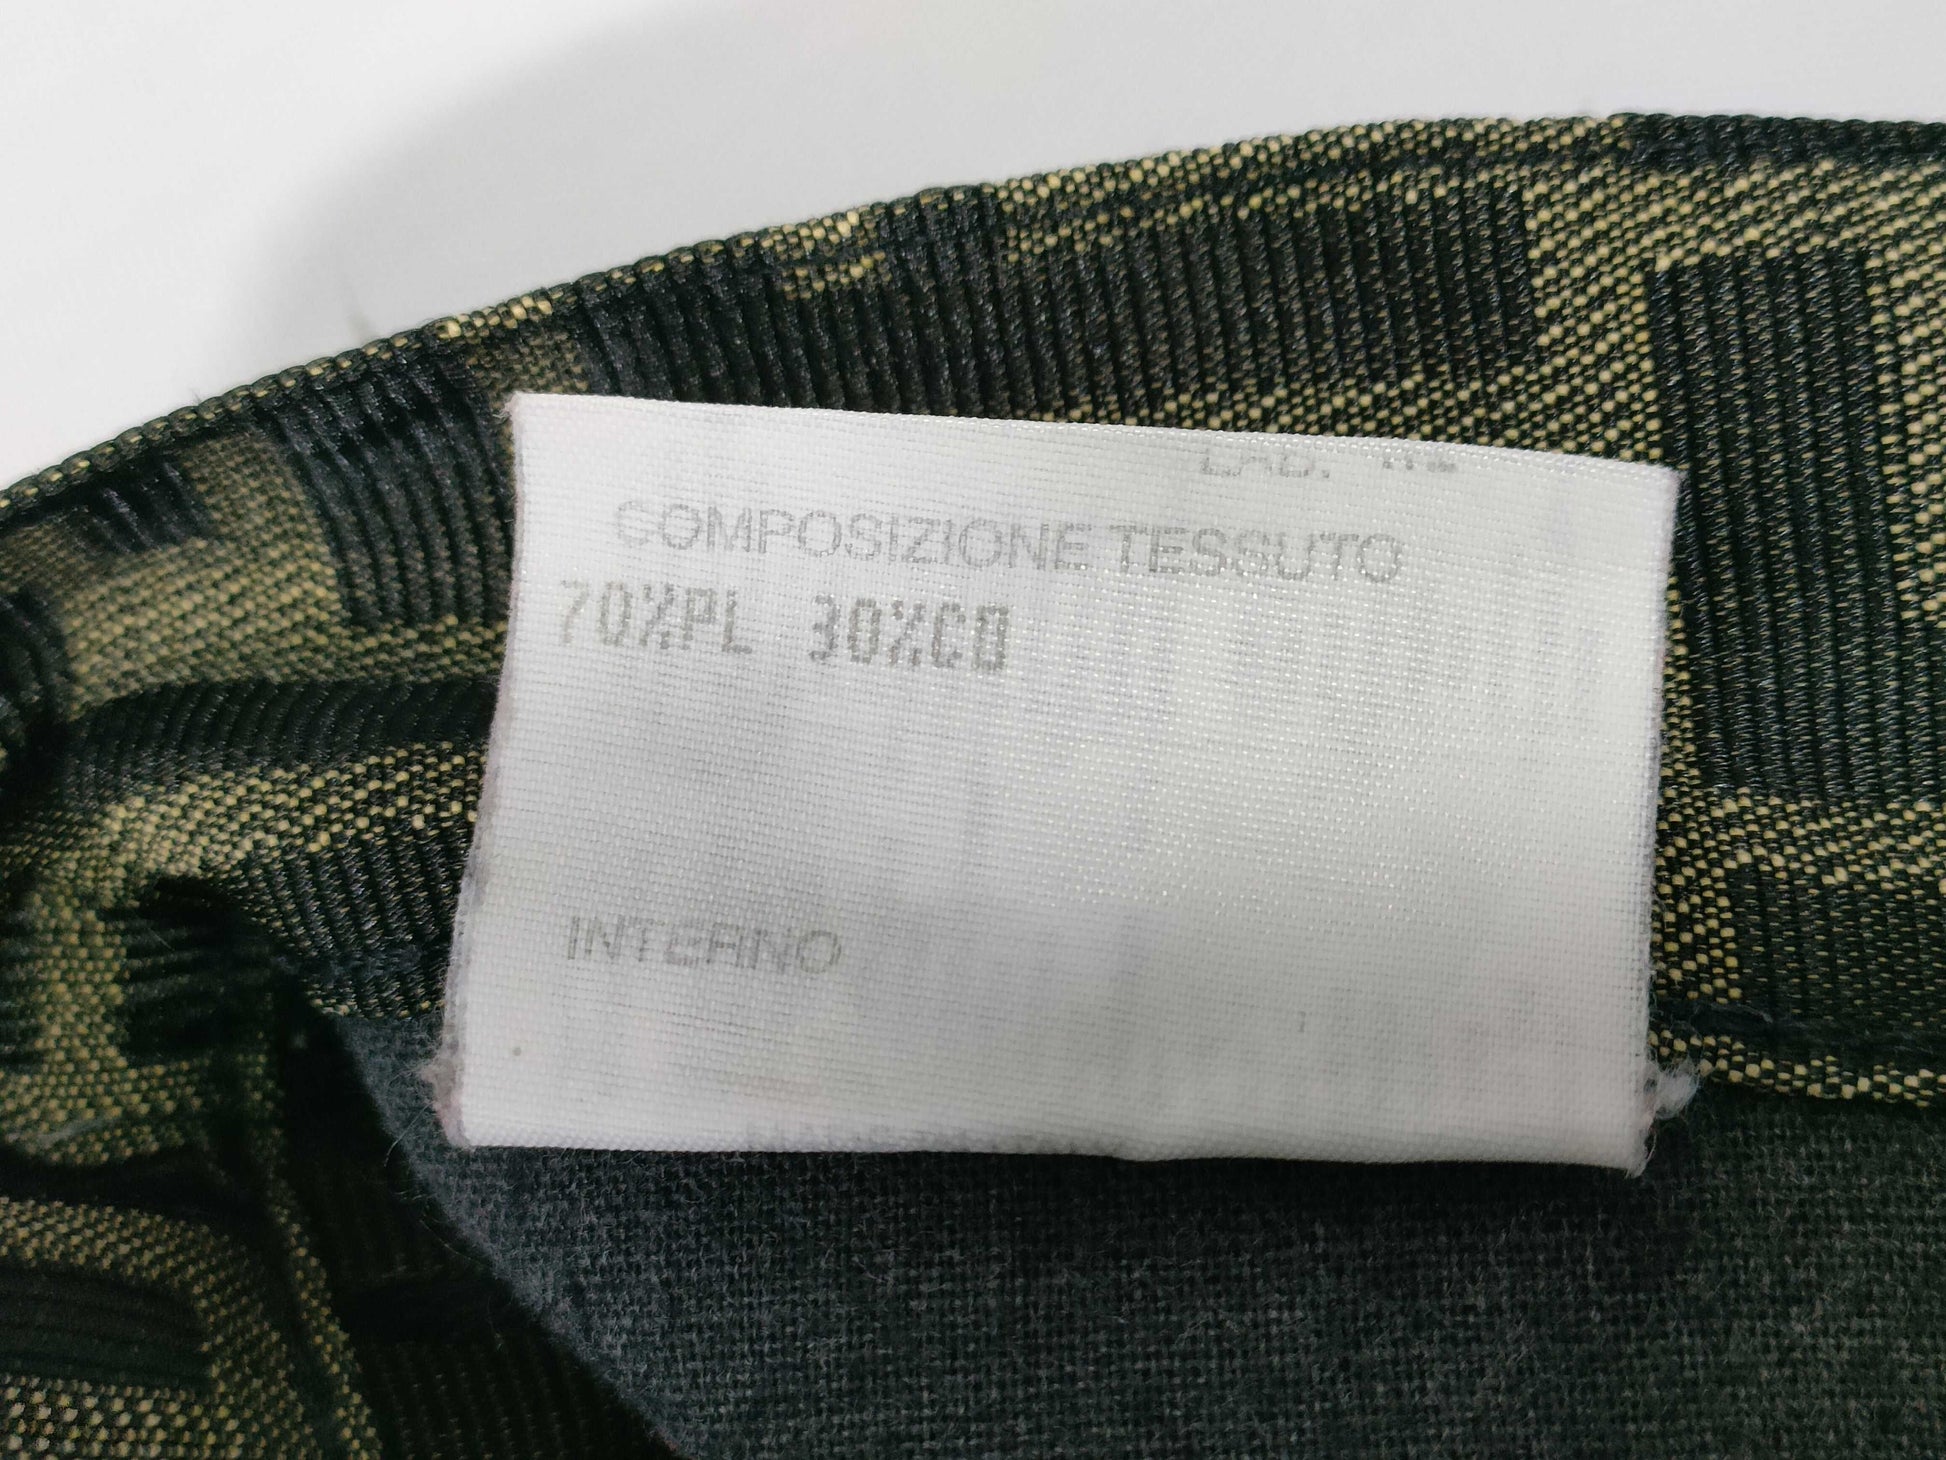 COMPOSIZIONE TESSUTO
70%PL 30%CO
INTERNO